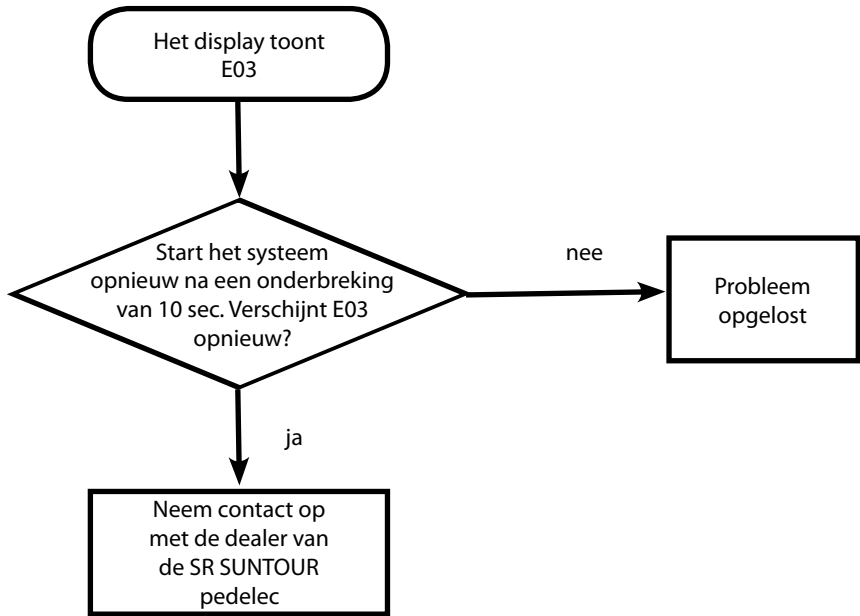 Het display toont
E03
Start het systeem
opnieuw na een onderbreking
van 10 sec. Verschijnt E03
opnieuw?
nee
Probleem
opgelost
ja
Neem contact op
met de dealer van
de SR SUNTOUR
pedelec